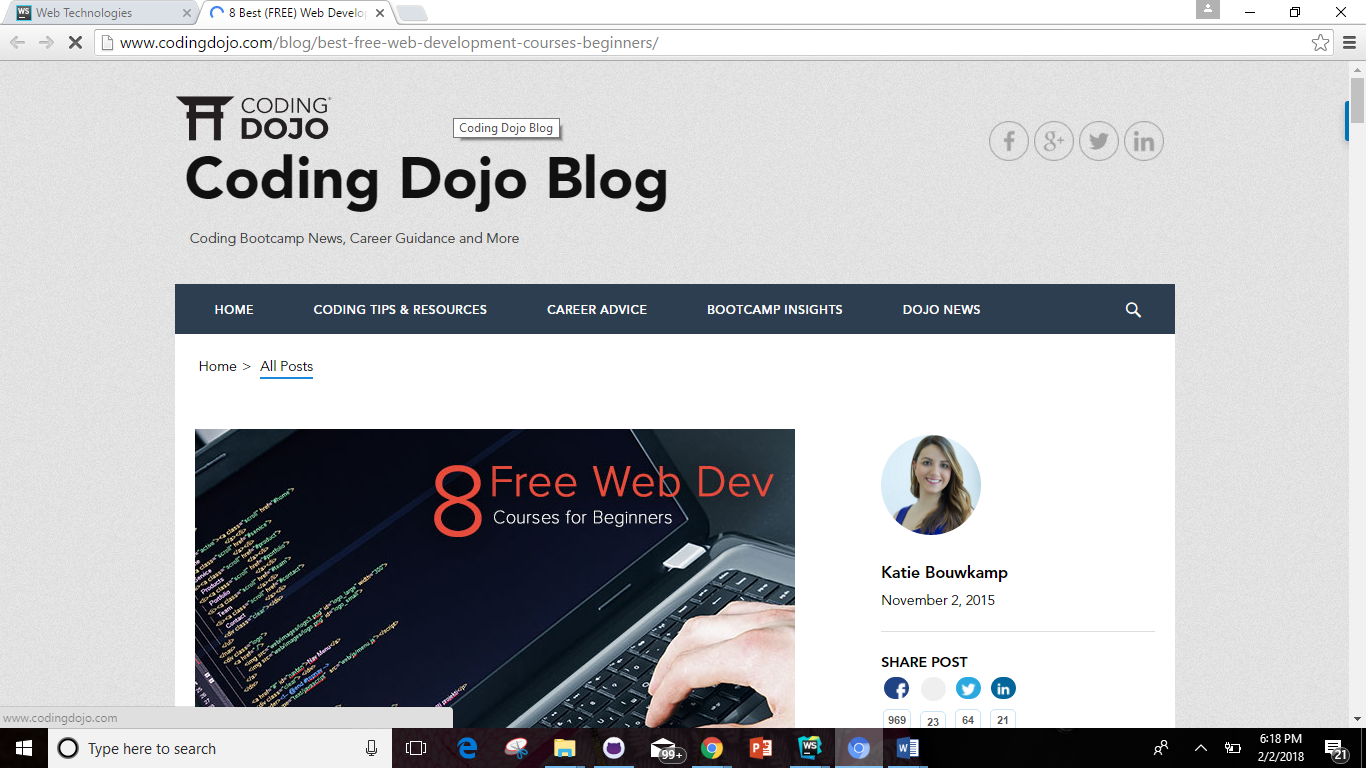 Web Technologies
8 Best (FREE) Web Develo
www.codingdojo.com/blog/best-free-web-development-courses-beginners/
CODING
DOJO
Coding Dojo Blog
Coding Dojo Blog
Coding Bootcamp News, Career Guidance and More
HOME CODING TIPS & RESOURCES CAREER ADVICE BOOTCAMP INSIGHTS DOJO NEWS
Home > All Posts
8 Free Web Dev
Courses for Beginners
Katie Bouwkamp
November 2, 2015
SHARE POST
969 23 64 21
www.codingdojo.com
Type here to search
99+
6:18 PM
2/2/2018
21